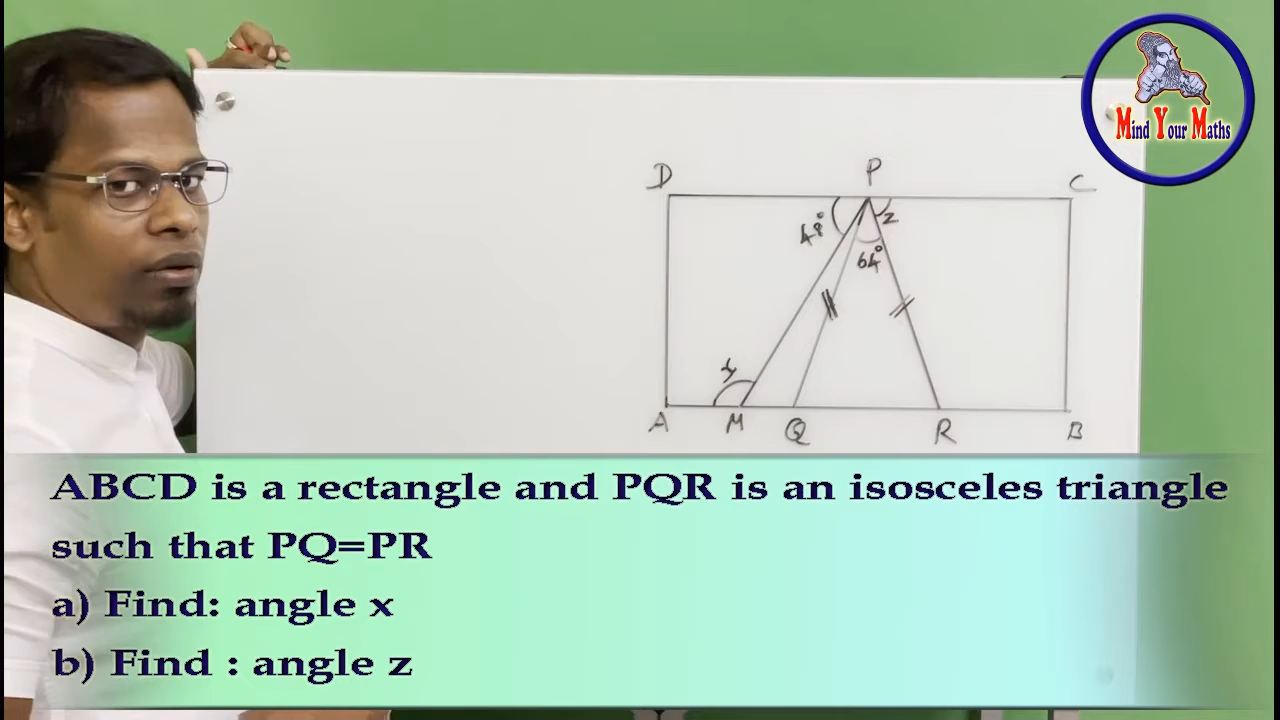 Mind Your Maths
D P C
48° z
64°
x
A M Q R B
ABCD is a rectangle and PQR is an isosceles triangle
such that PQ=PR
a) Find: angle x
b) Find : angle z